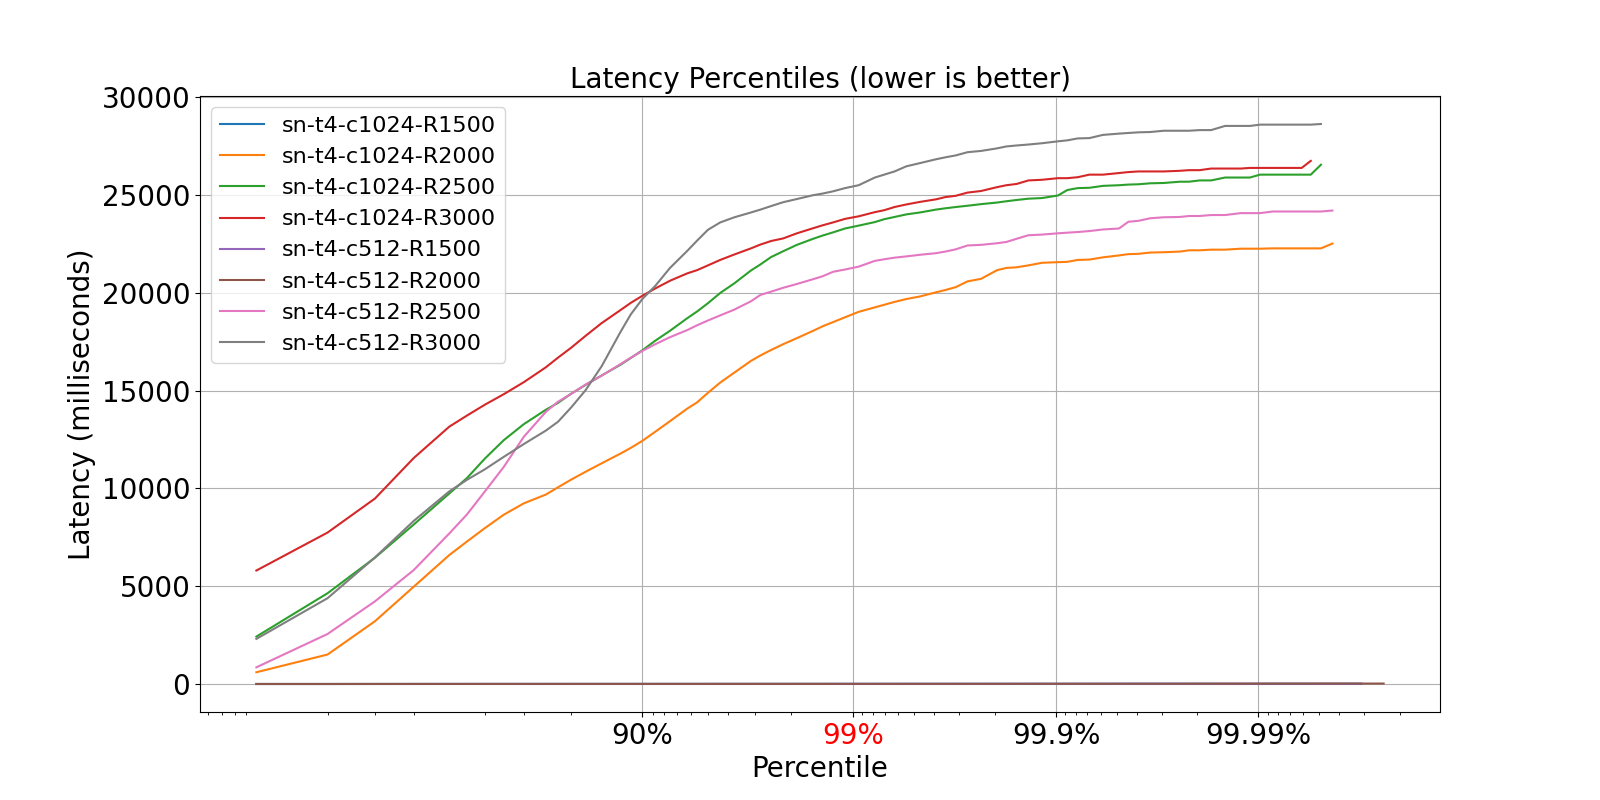 Latency Percentiles (lower is better)
30000
25000
20000
15000
10000
5000
0
Latency (milliseconds)
sn-t4-c1024-R1500
sn-t4-c1024-R2000
sn-t4-c1024-R2500
sn-t4-c1024-R3000
sn-t4-c512-R1500
sn-t4-c512-R2000
sn-t4-c512-R2500
sn-t4-c512-R3000
90% 99% 99.9% 99.99%
Percentile